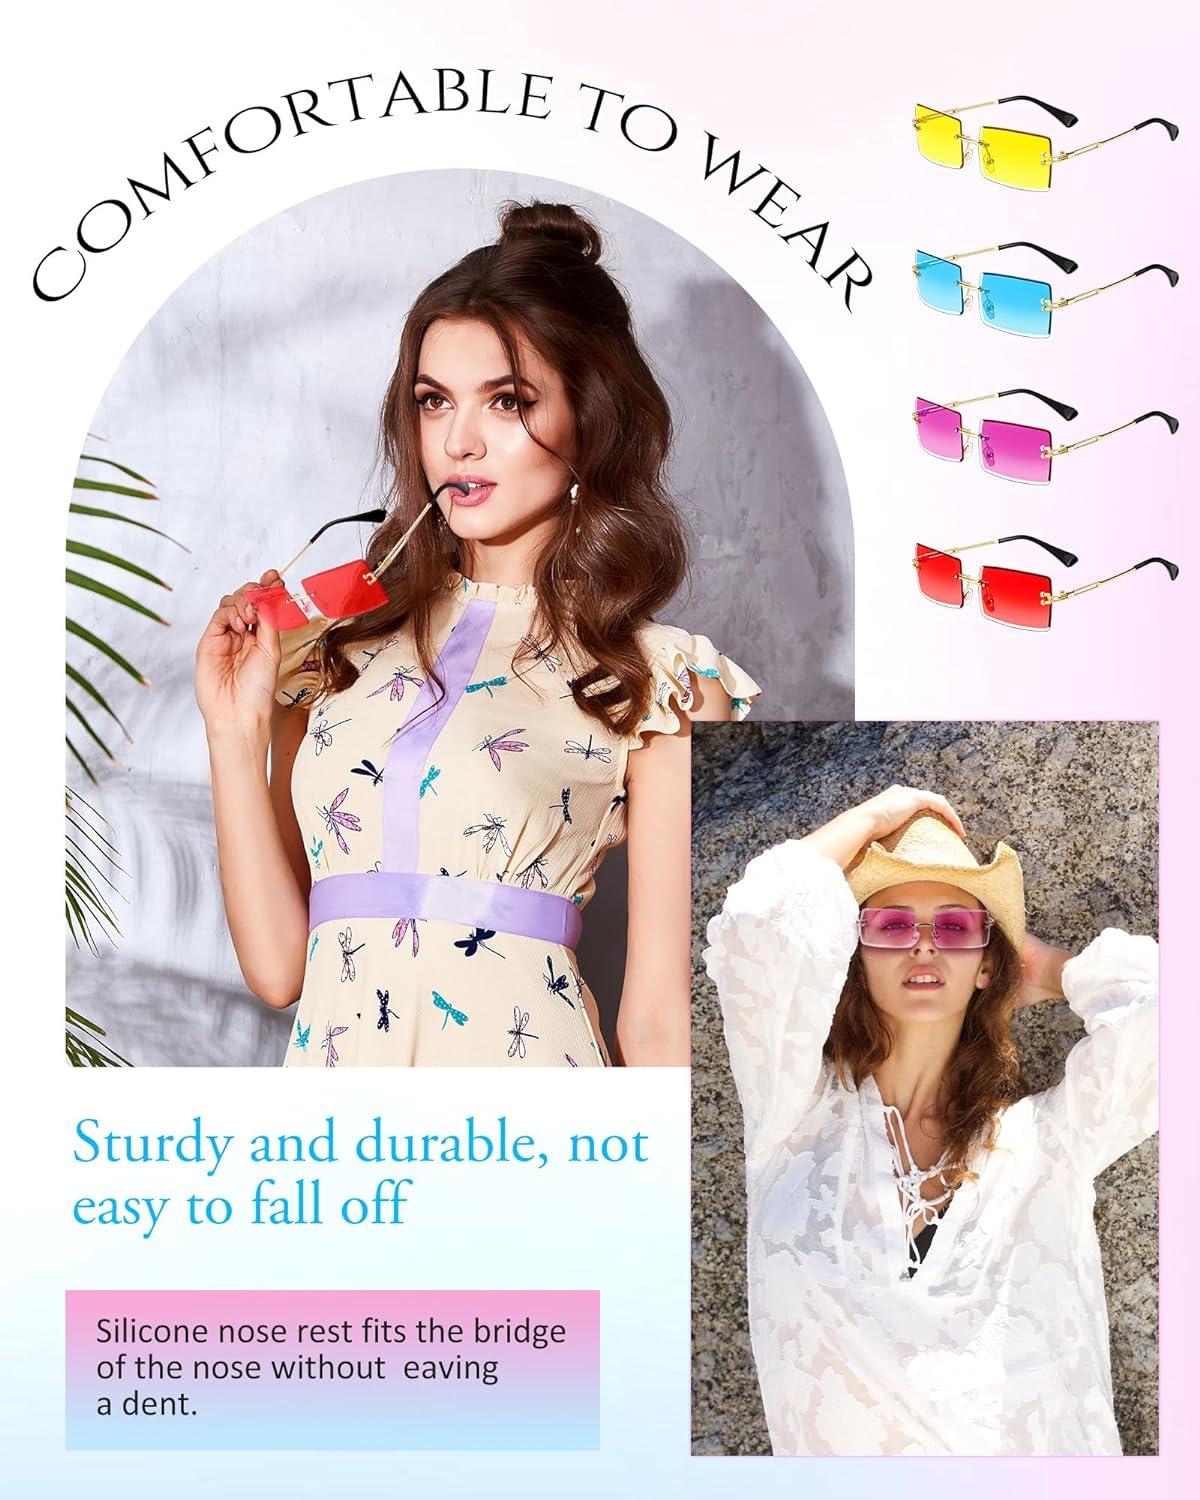 COMFORTABLE TO WEAR
Sturdy and durable, not
easy to fall off
Silicone nose rest fits the bridge
of the nose without eaving
a dent.